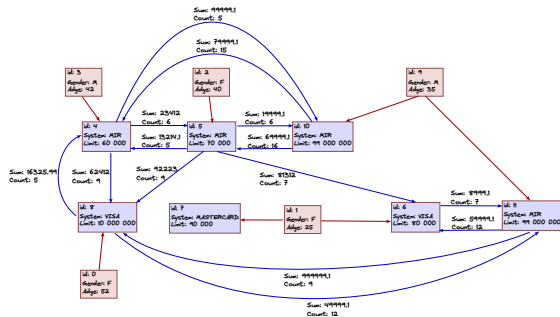 Sum: 99999.1
Count: 5
Sum: 79999.1
Count: 15
id: 3
Gender: M
Adge: 42
id: 2
Gender: F
Adge: 40
id: 9
Gender: M
Adge: 35
id: 4
System: MIR
Limit: 60 000
Sum: 23412
Count: 6
id: 5
System: MIR
Limit: 70 000
Sum: 19999.1
Count: 6
id: 10
System: MIR
Limit: 99 000 000
Sum: 13214.1
Count: 5
Sum: 69999.1
Count: 16
Sum: 16325.99
Count: 5
Sum: 62412
Count: 9
Sum: 92223
Count: 9
Sum: 81312
Count: 7
Sum: 8999.1
Count: 7
id: 8
System: VISA
Limit: 10 000 000
id: 7
System: MASTERCARD
Limit: 90 000
id: 1
Gender: F
Adge: 25
id: 6
System: VISA
Limit: 80 000
Sum: 59999.1
Count: 12
id: 11
System: MIR
Limit: 99 000 000
id: 0
Gender: F
Adge: 52
Sum: 999999.1
Count: 9
Sum: 49999.1
Count: 12